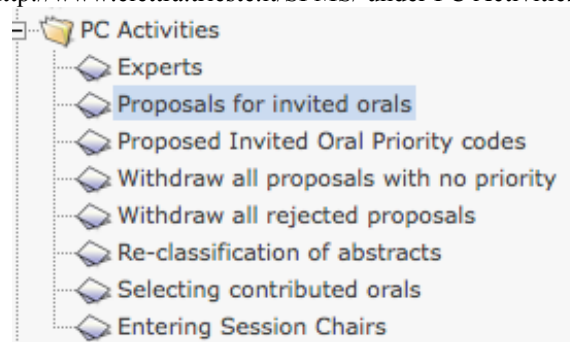 PC Activities
Experts
Proposals for invited orals
Proposed Invited Oral Priority codes
Withdraw all proposals with no priority
Withdraw all rejected proposals
Re-classification of abstracts
Selecting contributed orals
Entering Session Chairs